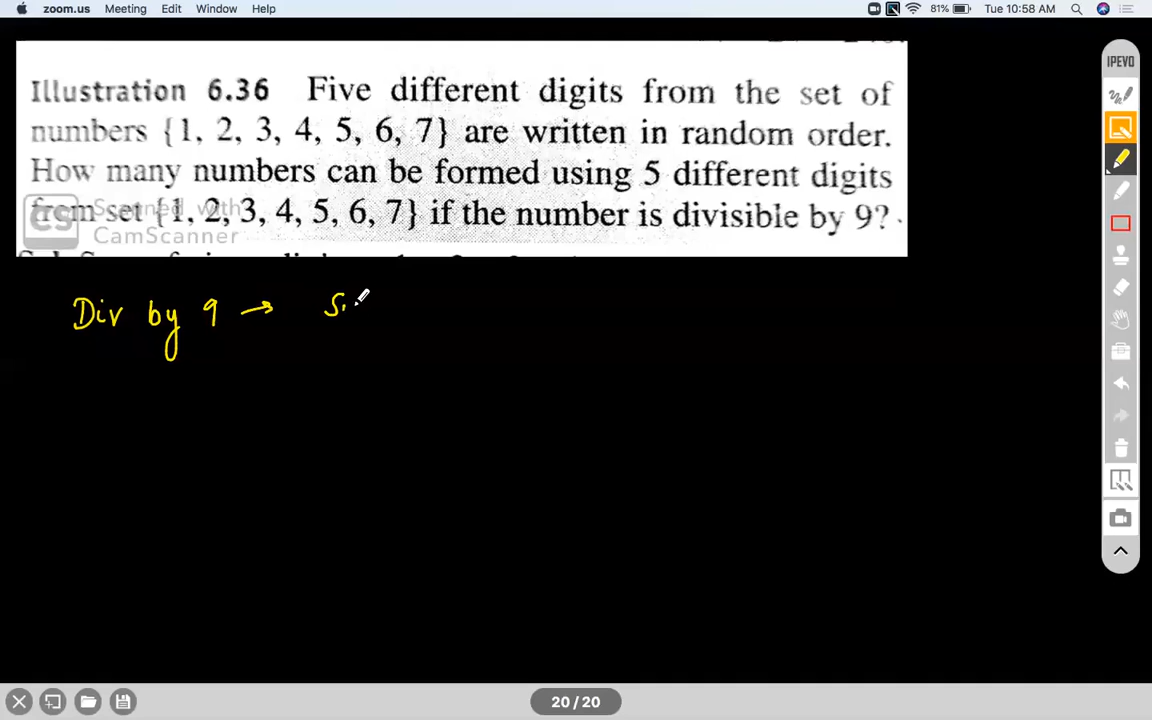 zoom.us Meeting Edit Window Help 81% Tue 10:58 AM
IPEVO
Illustration 6.36 Five different digits from the set of
numbers {1, 2, 3, 4, 5, 6, 7} are written in random order.
How many numbers can be formed using 5 different digits
from set {1, 2, 3, 4, 5, 6, 7} if the number is divisible by 9?
CS Scanned with
CamScanner
Div by 9 → S.
20 / 20